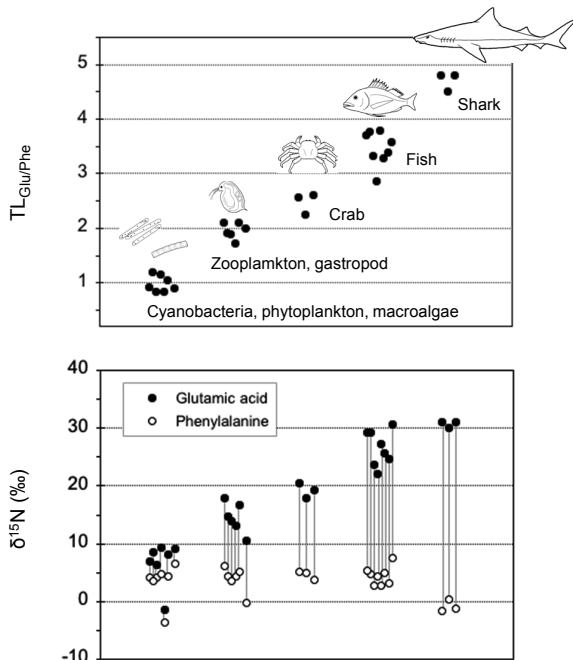 5
4
3
2
1
TL_Glu/Phe
Shark
Fish
Crab
Zooplamkton, gastropod
Cyanobacteria, phytoplankton, macroalgae
40
30
20
10
0
-10
δ¹⁵N (‰)
Glutamic acid
Phenylalanine